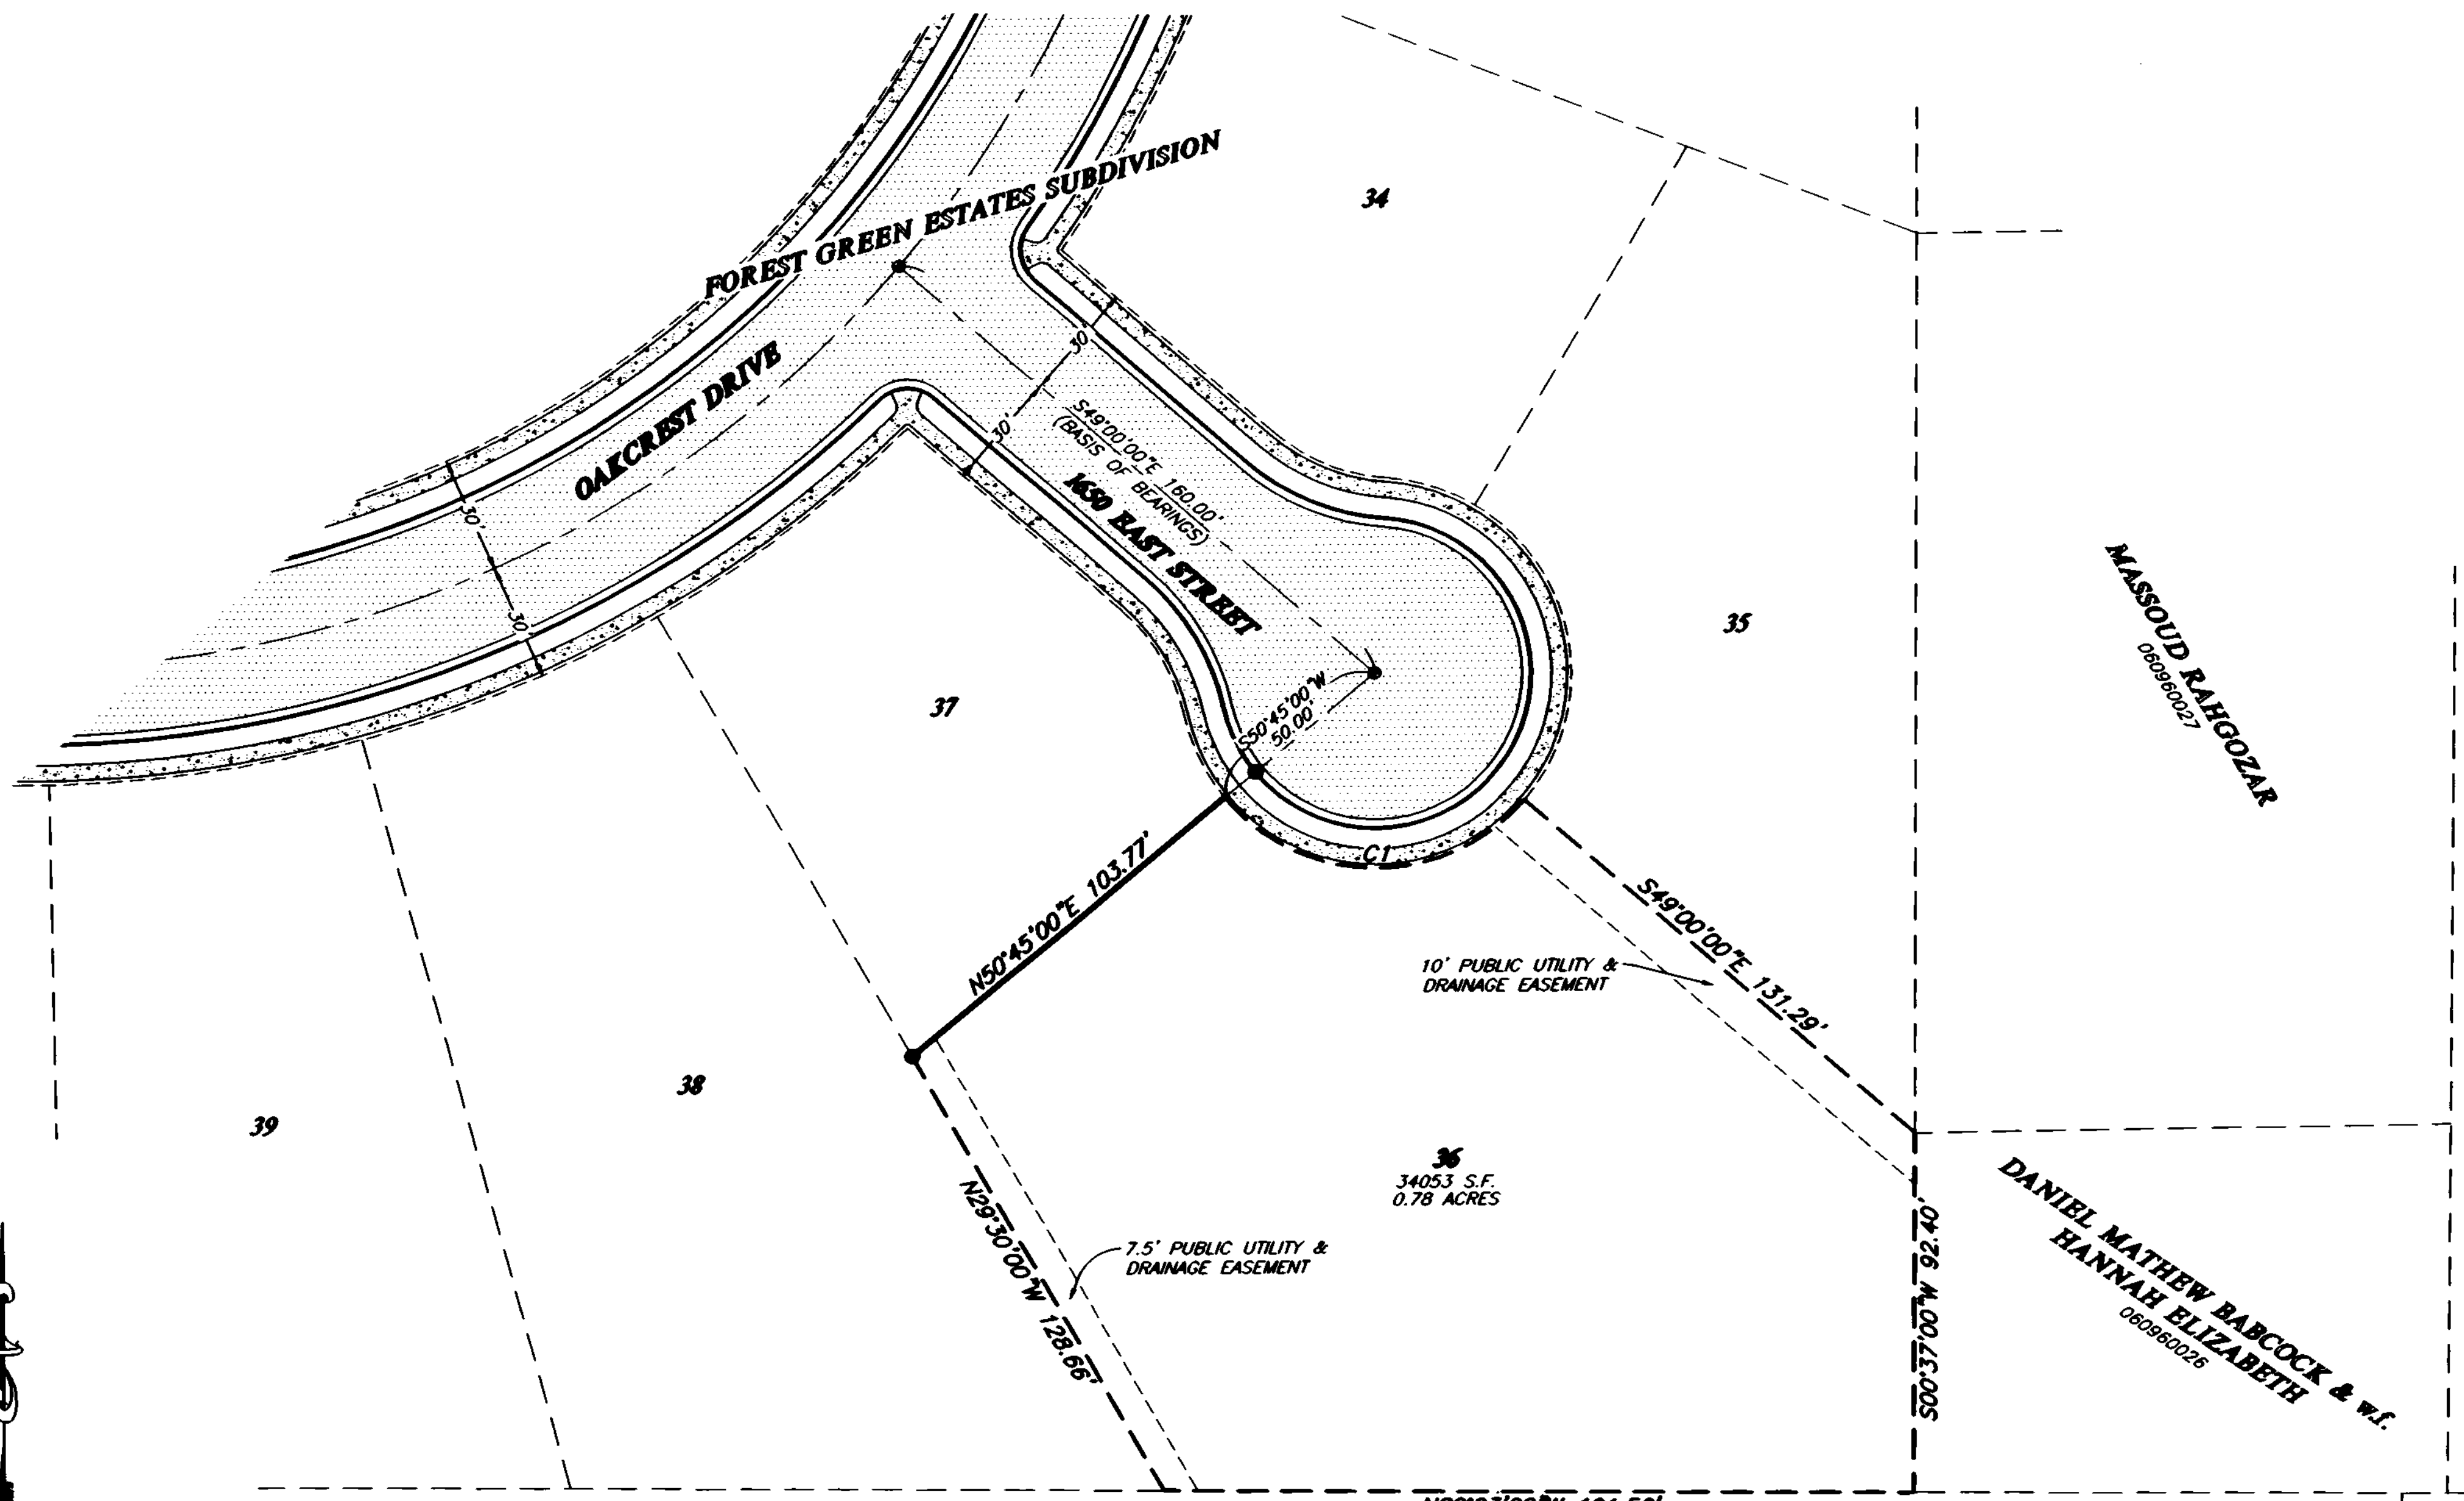 FOREST GREEN ESTATES SUBDIVISION
34
OAKCREST DRIVE
30'
30'
30'
30'
S49°00'00"E 160.00'
(BASIS OF BEARINGS)
1650 EAST STREET
35
MASSOUD RAHGOZAR
060960027
37
S50°45'00"W
50.00'
C1
N50°45'00"E 103.77'
S49°00'00"E 131.29'
10' PUBLIC UTILITY &
DRAINAGE EASEMENT
38
39
36
34053 S.F.
0.78 ACRES
N29°30'00"W 128.66'
7.5' PUBLIC UTILITY &
DRAINAGE EASEMENT
S00°37'00"W 92.40'
DANIEL MATHEW BABCOCK & w.f.
HANNAH ELIZABETH
060960026